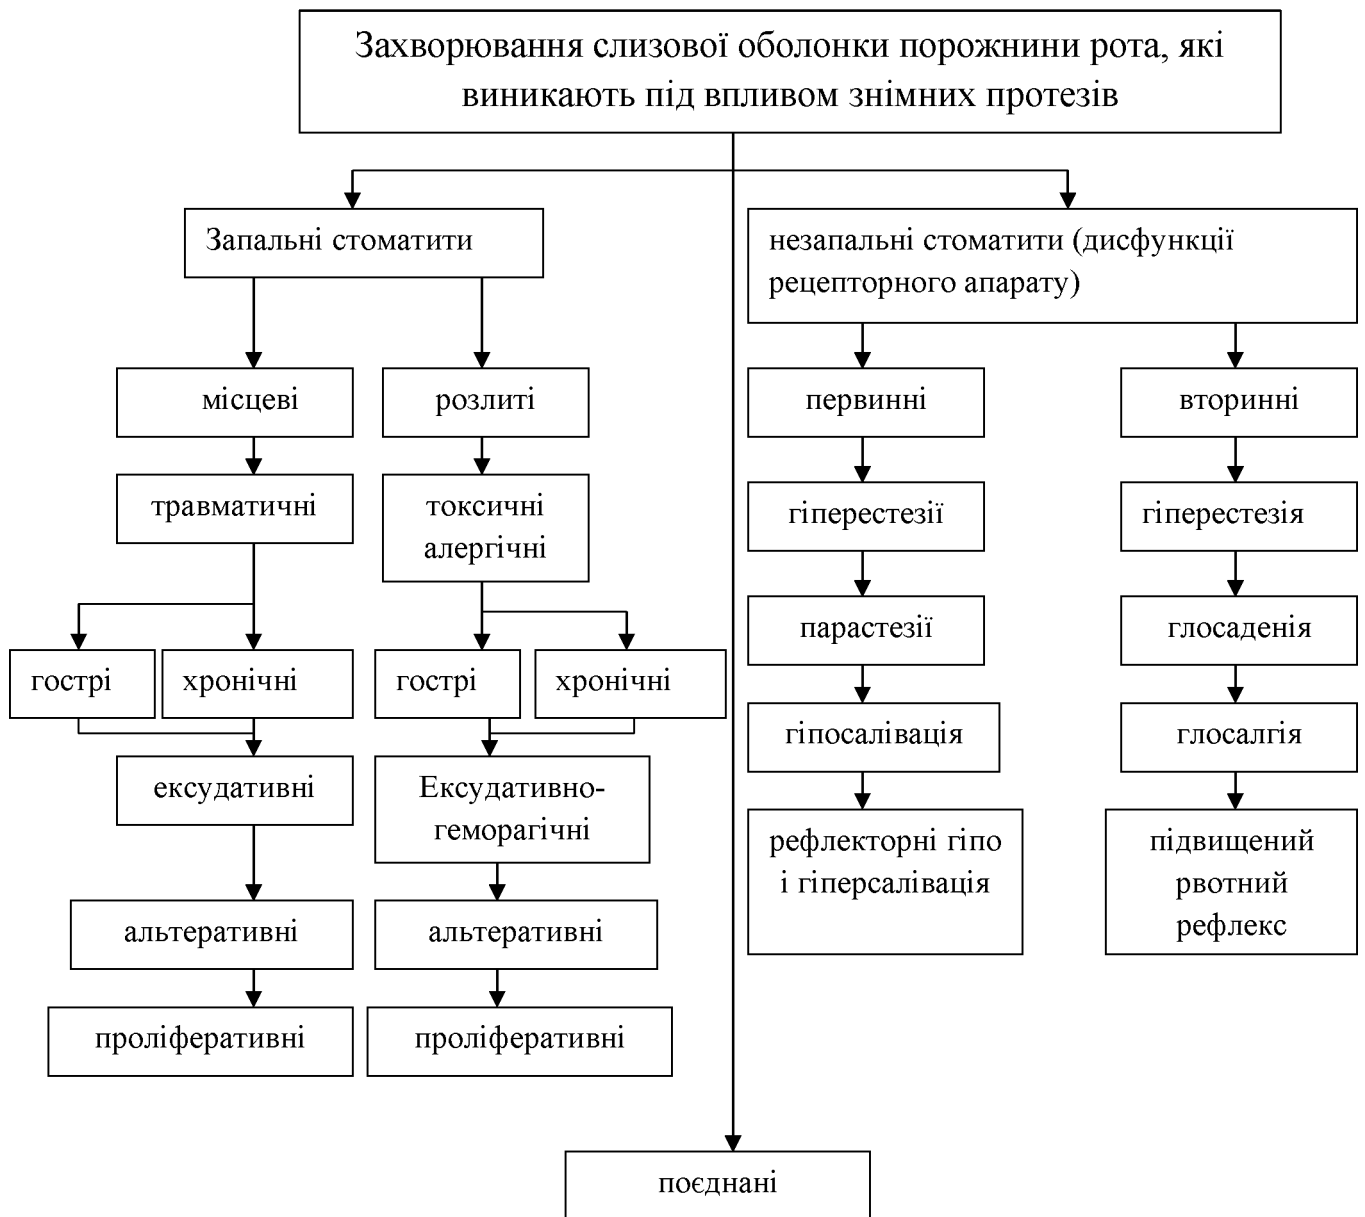 Захворювання слизової оболонки порожнини рота, які
виникають під впливом знімних протезів
Запальні стоматити
незапальні стоматити (дисфункції
рецепторного апарату)
місцеві
розлиті
первинні
вторинні
травматичні
токсичні
алергічні
гіперестезії
гіперестезія
парастезії
глосаденія
гострі
хронічні
гострі
хронічні
гіпосалівація
глосалгія
ексудативні
Ексудативно-
геморагічні
рефлекторні гіпо
і гіперсалівація
підвищений
рвотний
рефлекс
альтеративні
альтеративні
проліферативні
проліферативні
поєднані